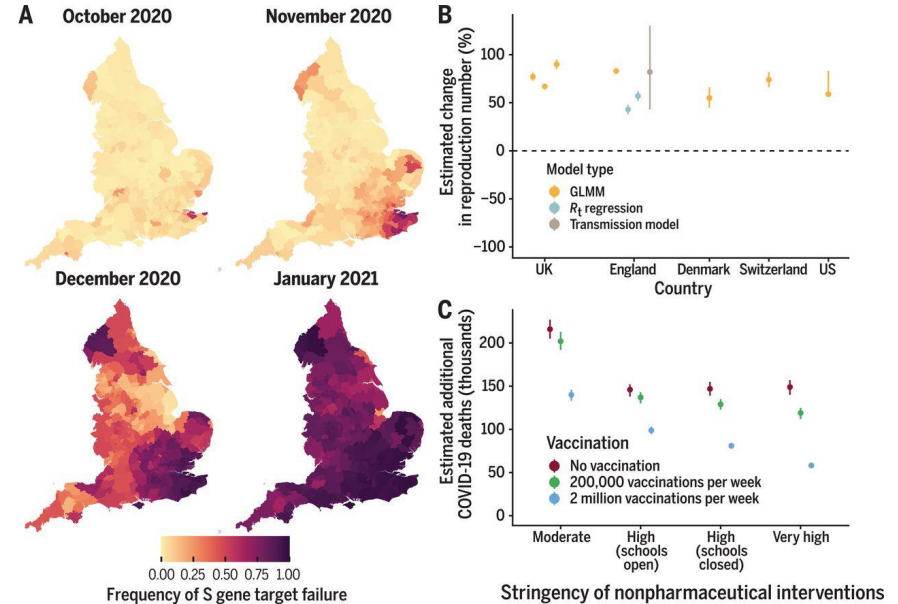 A
October 2020
November 2020
December 2020
January 2021
0.00 0.25 0.50 0.75 1.00
Frequency of S gene target failure
B
Estimated change
in reproduction number (%)
100
50
0
−50
−100
Model type
GLMM
Rt regression
Transmission model
UK England Denmark Switzerland US
Country
C
Estimated additional
COVID-19 deaths (thousands)
200
150
100
50
0
Vaccination
No vaccination
200,000 vaccinations per week
2 million vaccinations per week
Moderate
High
(schools
open)
High
(schools
closed)
Very high
Stringency of nonpharmaceutical interventions